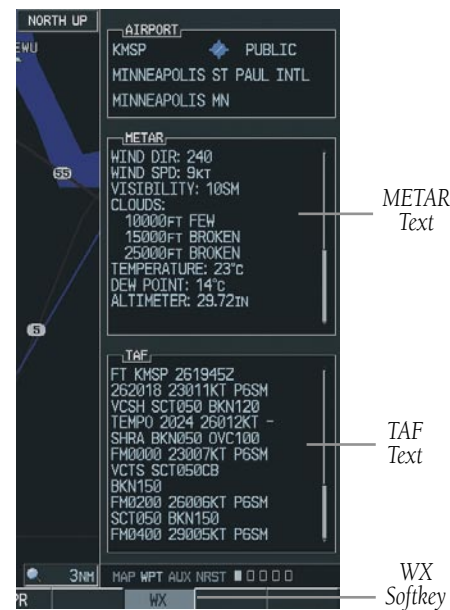 NORTH UP
EWU
55
5
3NM
AIRPORT
KMSP PUBLIC
MINNEAPOLIS ST PAUL INTL
MINNEAPOLIS MN
METAR
WIND DIR: 240
WIND SPD: 9KT
VISIBILITY: 10SM
CLOUDS:
10000FT FEW
15000FT BROKEN
25000FT BROKEN
TEMPERATURE: 23°C
DEW POINT: 14°C
ALTIMETER: 29.72IN
TAF
FT KMSP 261945Z
262018 23011KT P6SM
VCSH SCT050 BKN120
TEMPO 2024 26012KT -
SHRA BKN050 OVC100
FM0000 23007KT P6SM
VCTS SCT050CB
BKN150
FM0200 26006KT P6SM
SCT050 BKN150
FM0400 29005KT P6SM
MAP WPT AUX NRST
PR
WX
METAR
Text
TAF
Text
WX
Softkey